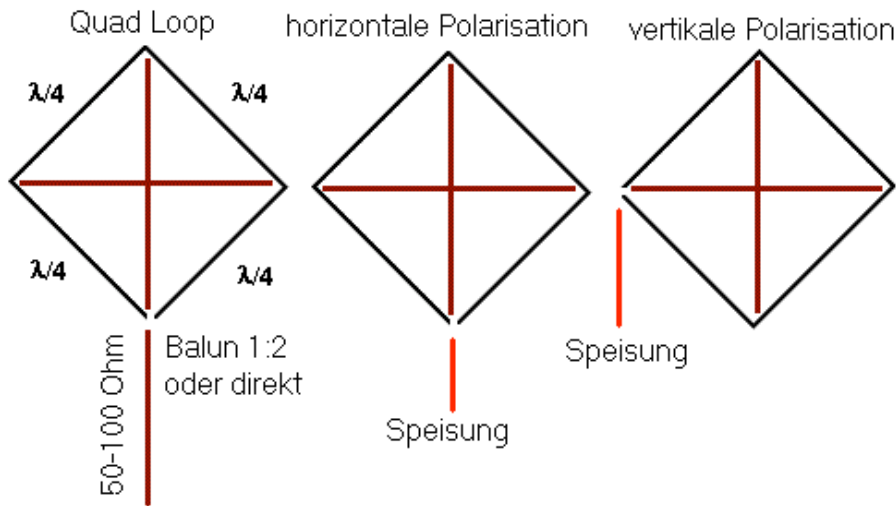 Quad Loop
horizontale Polarisation
vertikale Polarisation
λ/4
λ/4
λ/4
λ/4
50-100 Ohm
Balun 1:2
oder direkt
Speisung
Speisung